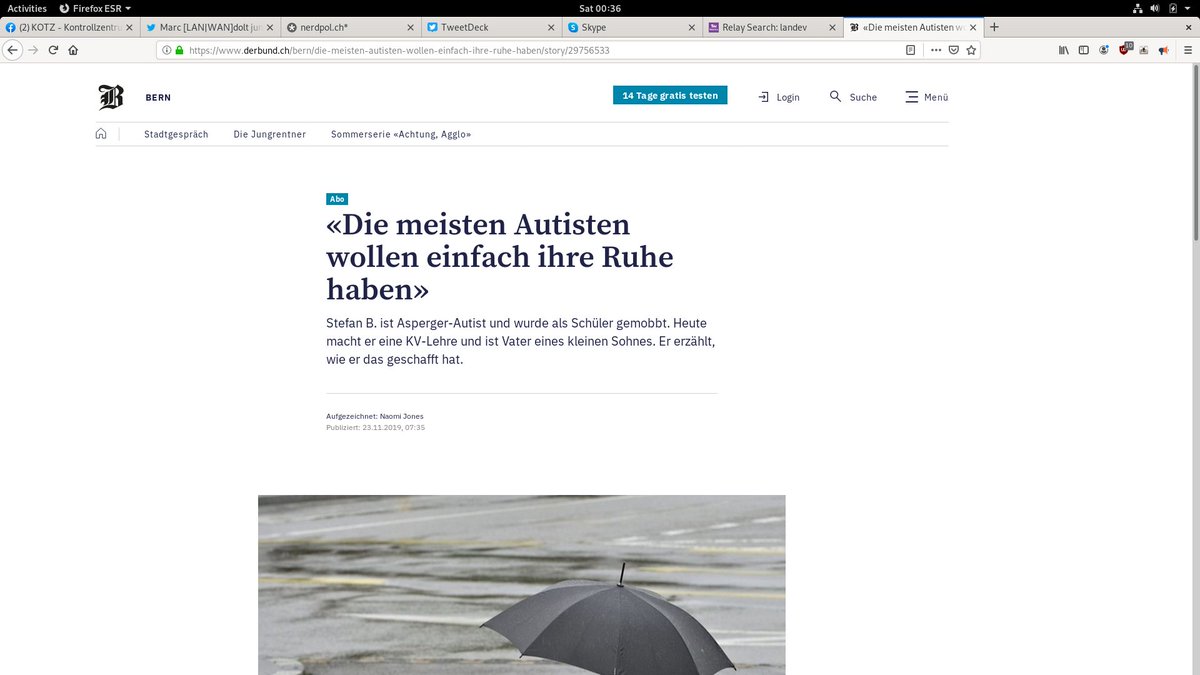 Activities Firefox ESR Sat 00:36
(2) KOTZ - Kontrollzentru Marc [LAN|WAN]dolt jun nerdpol.ch* TweetDeck Skype Relay Search: landev «Die meisten Autisten wo
https://www.derbund.ch/bern/die-meisten-autisten-wollen-einfach-ihre-ruhe-haben/story/29756533 10
B BERN 14 Tage gratis testen Login Suche Menü
Stadtgespräch Die Jungrentner Sommerserie «Achtung, Agglo»
Abo
«Die meisten Autisten
wollen einfach ihre Ruhe
haben»
Stefan B. ist Asperger-Autist und wurde als Schüler gemobbt. Heute
macht er eine KV-Lehre und ist Vater eines kleinen Sohnes. Er erzählt,
wie er das geschafft hat.
Aufgezeichnet: Naomi Jones
Publiziert: 23.11.2019, 07:35